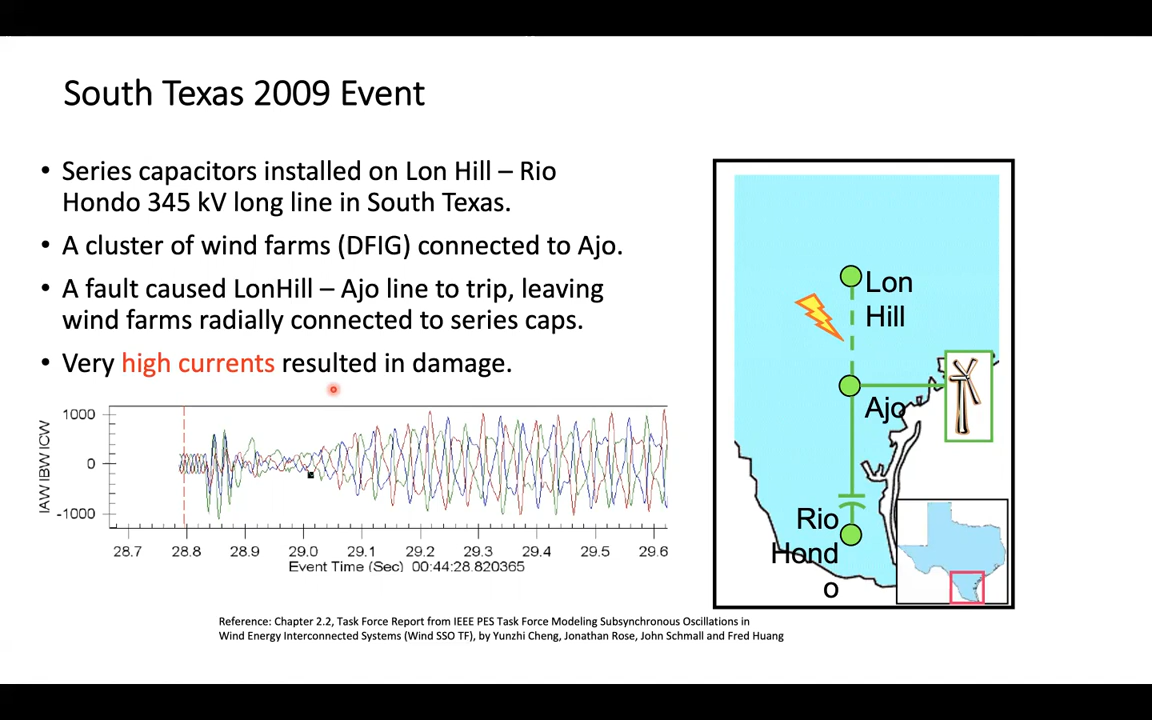 South Texas 2009 Event
• Series capacitors installed on Lon Hill – Rio
Hondo 345 kV long line in South Texas.
• A cluster of wind farms (DFIG) connected to Ajo.
• A fault caused LonHill – Ajo line to trip, leaving
wind farms radially connected to series caps.
• Very high currents resulted in damage.
IAW IBW ICW
1000
0
-1000
28.7 28.8 28.9 29.0 29.1 29.2 29.3 29.4 29.5 29.6
Event Time (Sec) 00:44:28.820365
Lon
Hill
Ajo
Rio
Hond
o
Reference: Chapter 2.2, Task Force Report from IEEE PES Task Force Modeling Subsynchronous Oscillations in
Wind Energy Interconnected Systems (Wind SSO TF), by Yunzhi Cheng, Jonathan Rose, John Schmall and Fred Huang